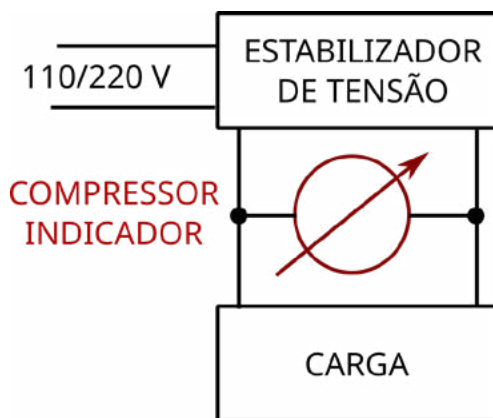 ESTABILIZADOR
DE TENSÃO
110/220 V
COMPRESSOR
INDICADOR
CARGA